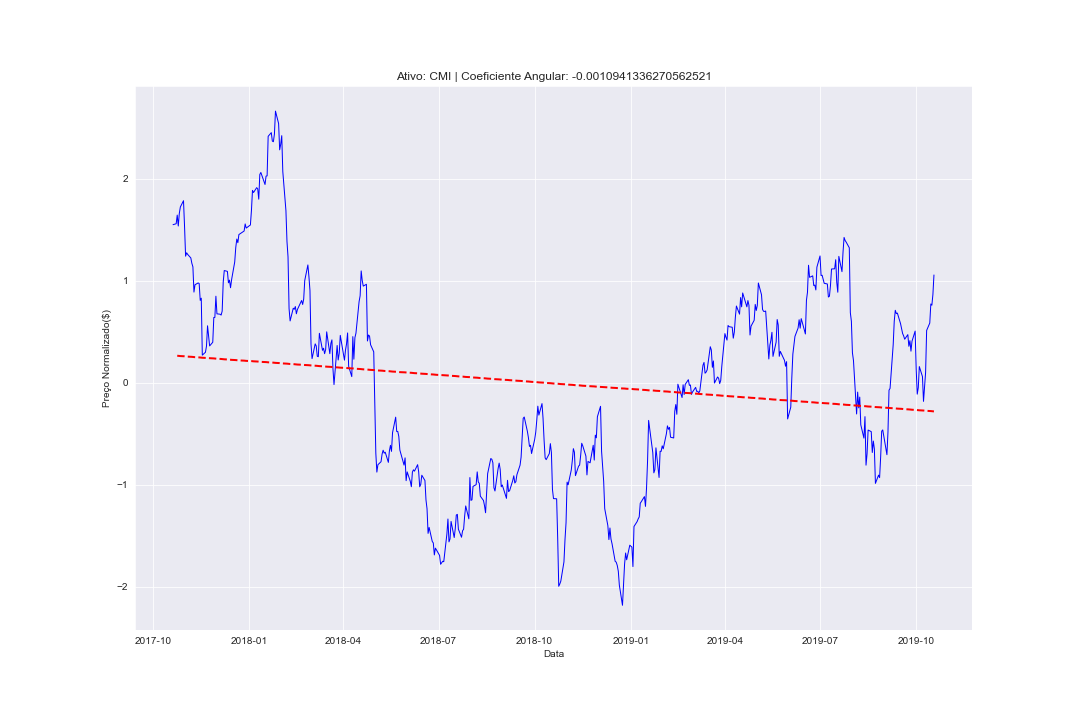 Ativo: CMI | Coeficiente Angular: -0.0010941336270562521
Preço Normalizado($)
2
1
0
−1
−2
2017-10 2018-01 2018-04 2018-07 2018-10 2019-01 2019-04 2019-07 2019-10
Data